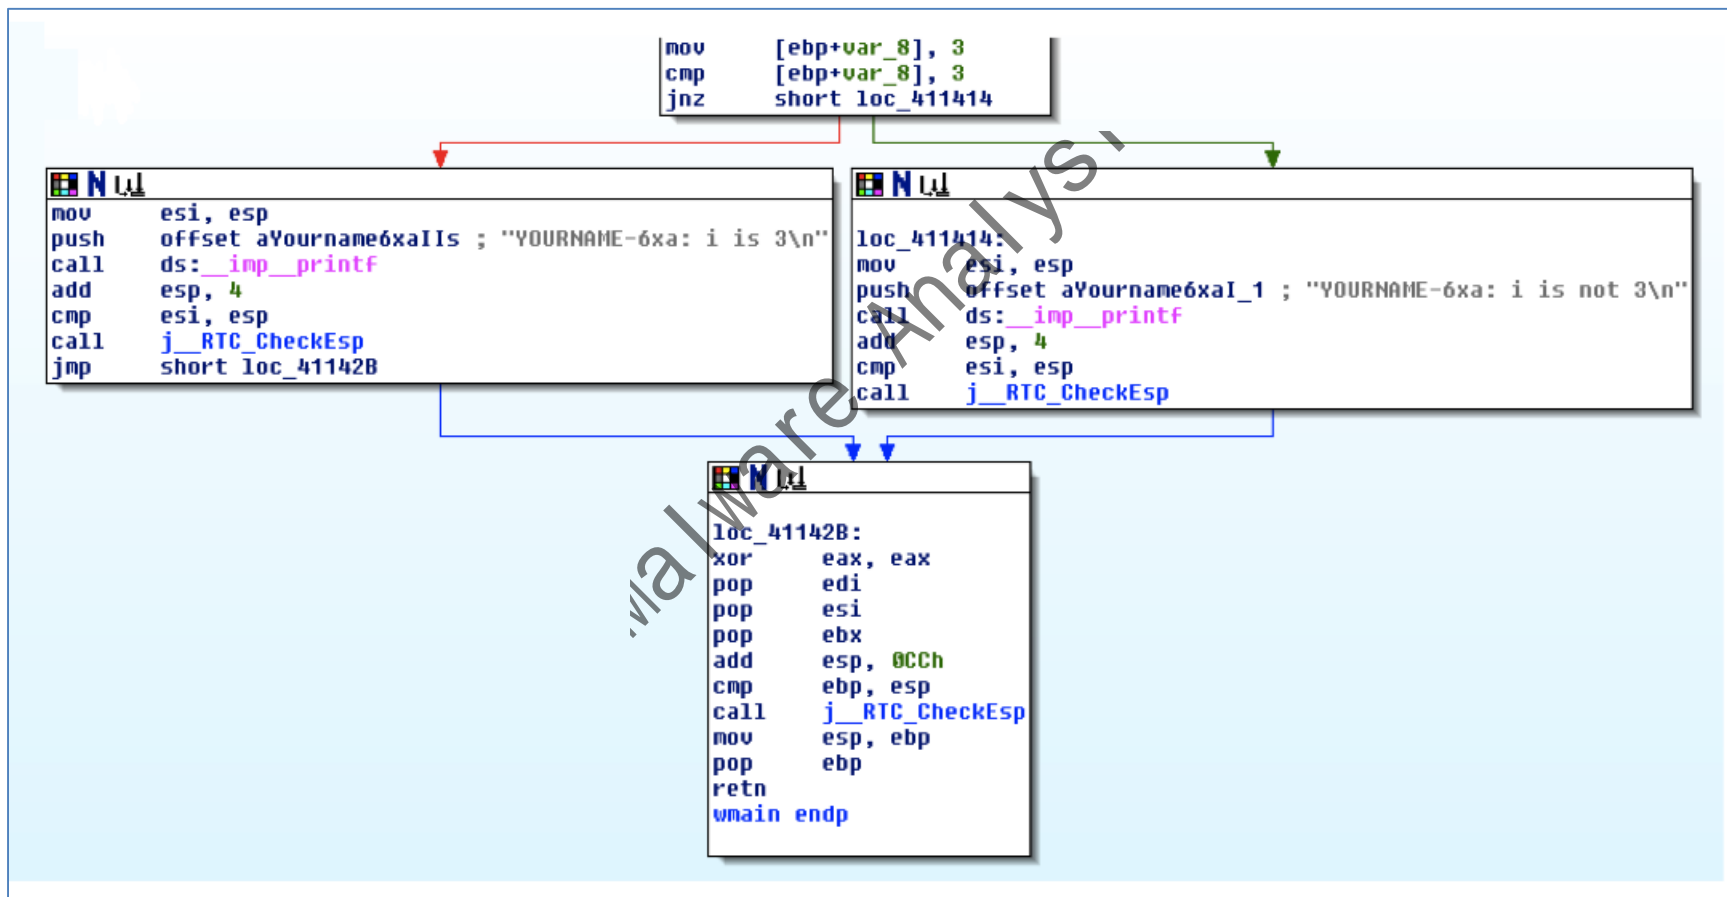 mov [ebp+var_8], 3
cmp [ebp+var_8], 3
jnz short loc_411414
mov esi, esp
push offset aYourname6xaIIs ; "YOURNAME-6xa: i is 3\n"
call ds:__imp__printf
add esp, 4
cmp esi, esp
call j__RTC_CheckEsp
jmp short loc_41142B
loc_411414:
mov esi, esp
push offset aYourname6xaI_1 ; "YOURNAME-6xa: i is not 3\n"
call ds:__imp__printf
add esp, 4
cmp esi, esp
call j__RTC_CheckEsp
loc_41142B:
xor eax, eax
pop edi
pop esi
pop ebx
add esp, 0CCh
cmp ebp, esp
call j__RTC_CheckEsp
mov esp, ebp
pop ebp
retn
wmain endp
Malware Analys